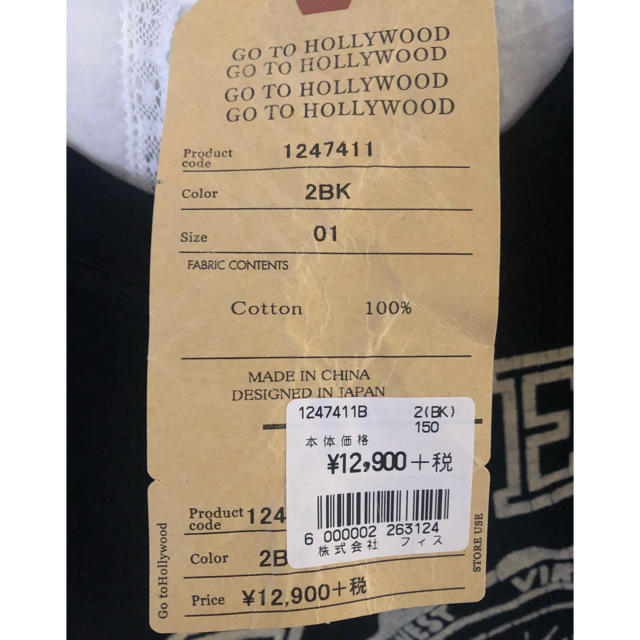 GO TO HOLLYWOOD
GO TO HOLLYWOOD
GO TO HOLLYWOOD
GO TO HOLLYWOOD
Product code 1247411
Color 2BK
Size 01
FABRIC CONTENTS
Cotton 100%
MADE IN CHINA
DESIGNED IN JAPAN
1247411B 2(BK)
150
本体価格
¥12,900+税
6 000002 263124
株式会社 フィス
Product code 124
Color 2B
Price ¥12,900+税
Go to Hollywood
STORE USE